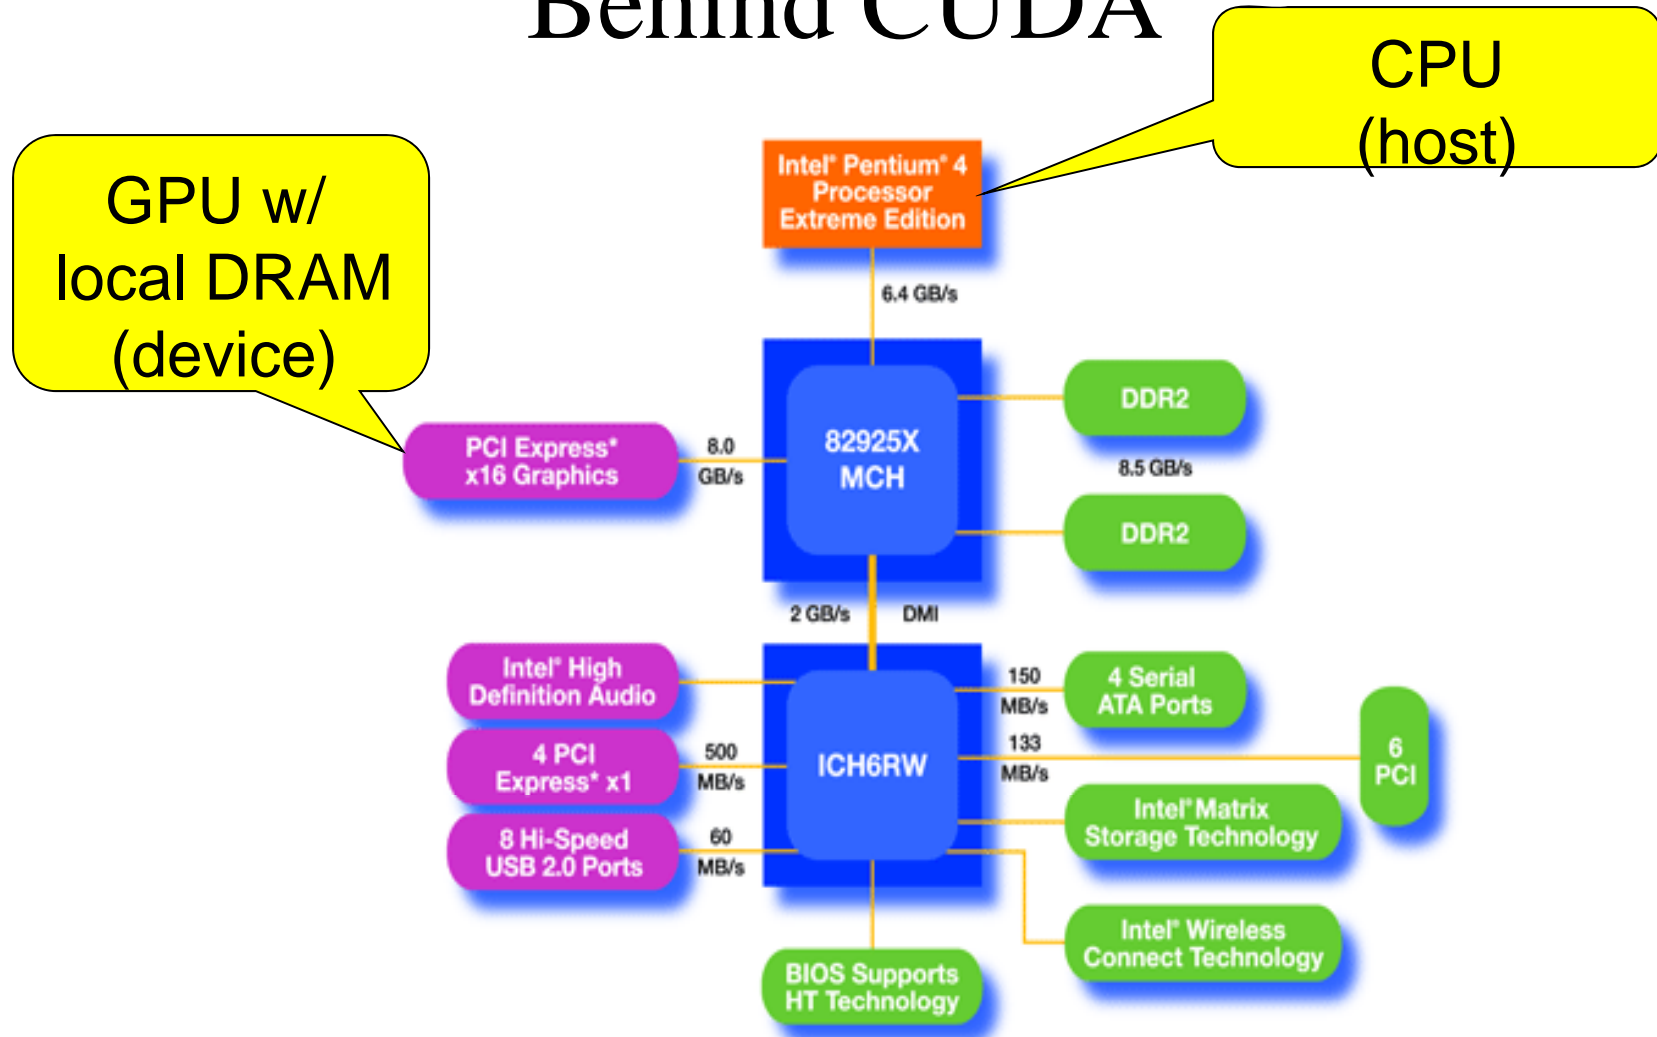 Behind CUDA
CPU
(host)
GPU w/
local DRAM
(device)
Intel® Pentium® 4
Processor
Extreme Edition
6.4 GB/s
PCI Express*
x16 Graphics
8.0
GB/s
82925X
MCH
DDR2
8.5 GB/s
DDR2
2 GB/s
DMI
Intel® High
Definition Audio
4 PCI
Express* x1
500
MB/s
8 Hi-Speed
USB 2.0 Ports
60
MB/s
ICH6RW
150
MB/s
4 Serial
ATA Ports
133
MB/s
6
PCI
Intel® Matrix
Storage Technology
Intel® Wireless
Connect Technology
BIOS Supports
HT Technology